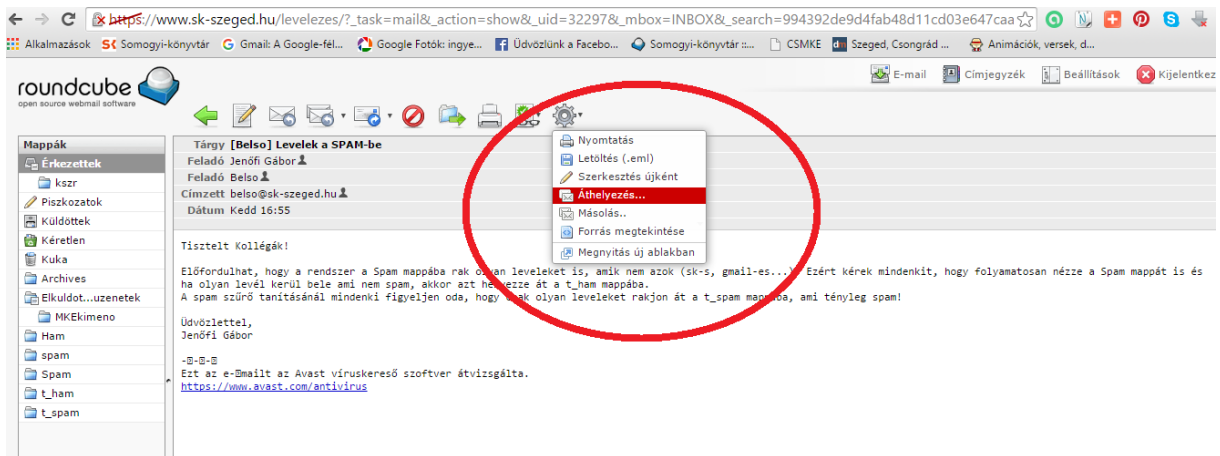 https://www.sk-szeged.hu/levelezes/?_task=mail&_action=show&_uid=32297&_mbox=INBOX&_search=994392de9d4fab48d11cd03e647caa
Alkalmazások Somogyi-könyvtár Gmail: A Google-fél... Google Fotók: ingye... Üdvözlünk a Facebo... Somogyi-könyvtár ::... CSMKE Szeged, Csongrád ... Animációk, versek, d...
E-mail Címjegyzék Beállítások Kijelentkez
roundcube
open source webmail software
Mappák
Érkezettek
kszr
Piszkozatok
Küldöttek
Kéretlen
Kuka
Archives
Elkuldot...uzenetek
MKEkimeno
Ham
spam
Spam
t_ham
t_spam
Tárgy [Belso] Levelek a SPAM-be
Feladó Jenőfi Gábor
Feladó Belso
Címzett belso@sk-szeged.hu
Dátum Kedd 16:55
Nyomtatás
Letöltés (.eml)
Szerkesztés újként
Áthelyezés...
Másolás..
Forrás megtekintése
Megnyitás új ablakban
Tisztelt Kollégák!
Előfordulhat, hogy a rendszer a Spam mappába rak olyan leveleket is, amik nem azok (sk-s, gmail-es...). Ezért kérek mindenkit, hogy folyamatosan nézze a Spam mappát is és
ha olyan levél kerül bele ami nem spam, akkor azt helyezze át a t_ham mappába.
A spam szűrő tanításánál mindenki figyeljen oda, hogy csak olyan leveleket rakjon át a t_spam mappába, ami tényleg spam!
Üdvözlettel,
Jenőfi Gábor
Ezt az e-mailt az Avast víruskereső szoftver átvizsgálta.
https://www.avast.com/antivirus